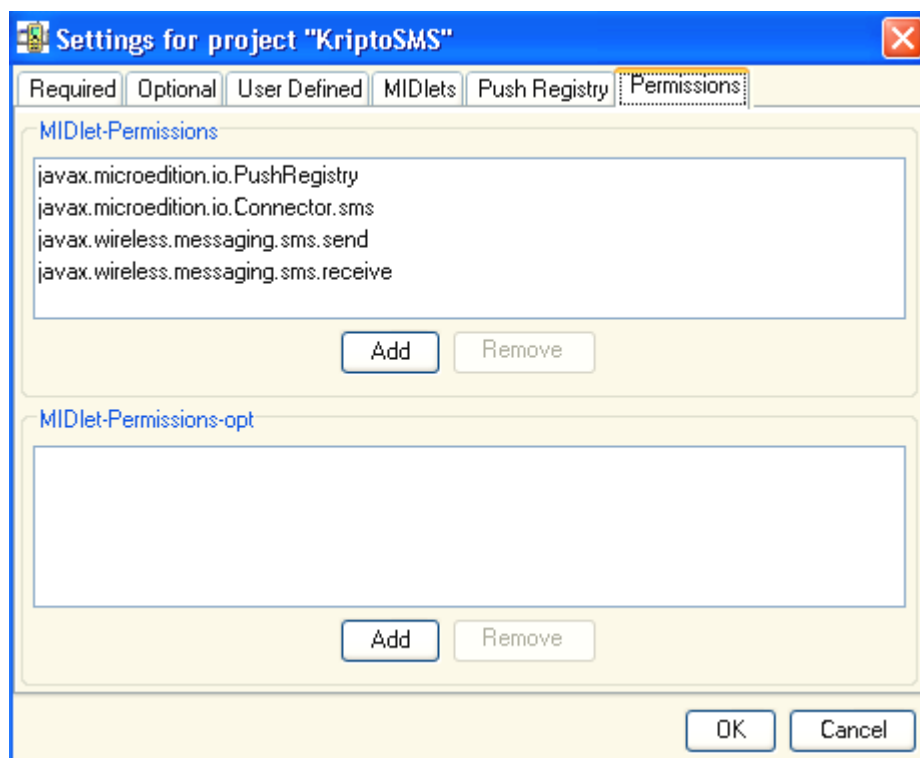 Settings for project "KriptoSMS"
Required Optional User Defined MIDlets Push Registry Permissions
MIDlet-Permissions
javax.microedition.io.PushRegistry
javax.microedition.io.Connector.sms
javax.wireless.messaging.sms.send
javax.wireless.messaging.sms.receive
Add Remove
MIDlet-Permissions-opt
Add Remove
OK Cancel